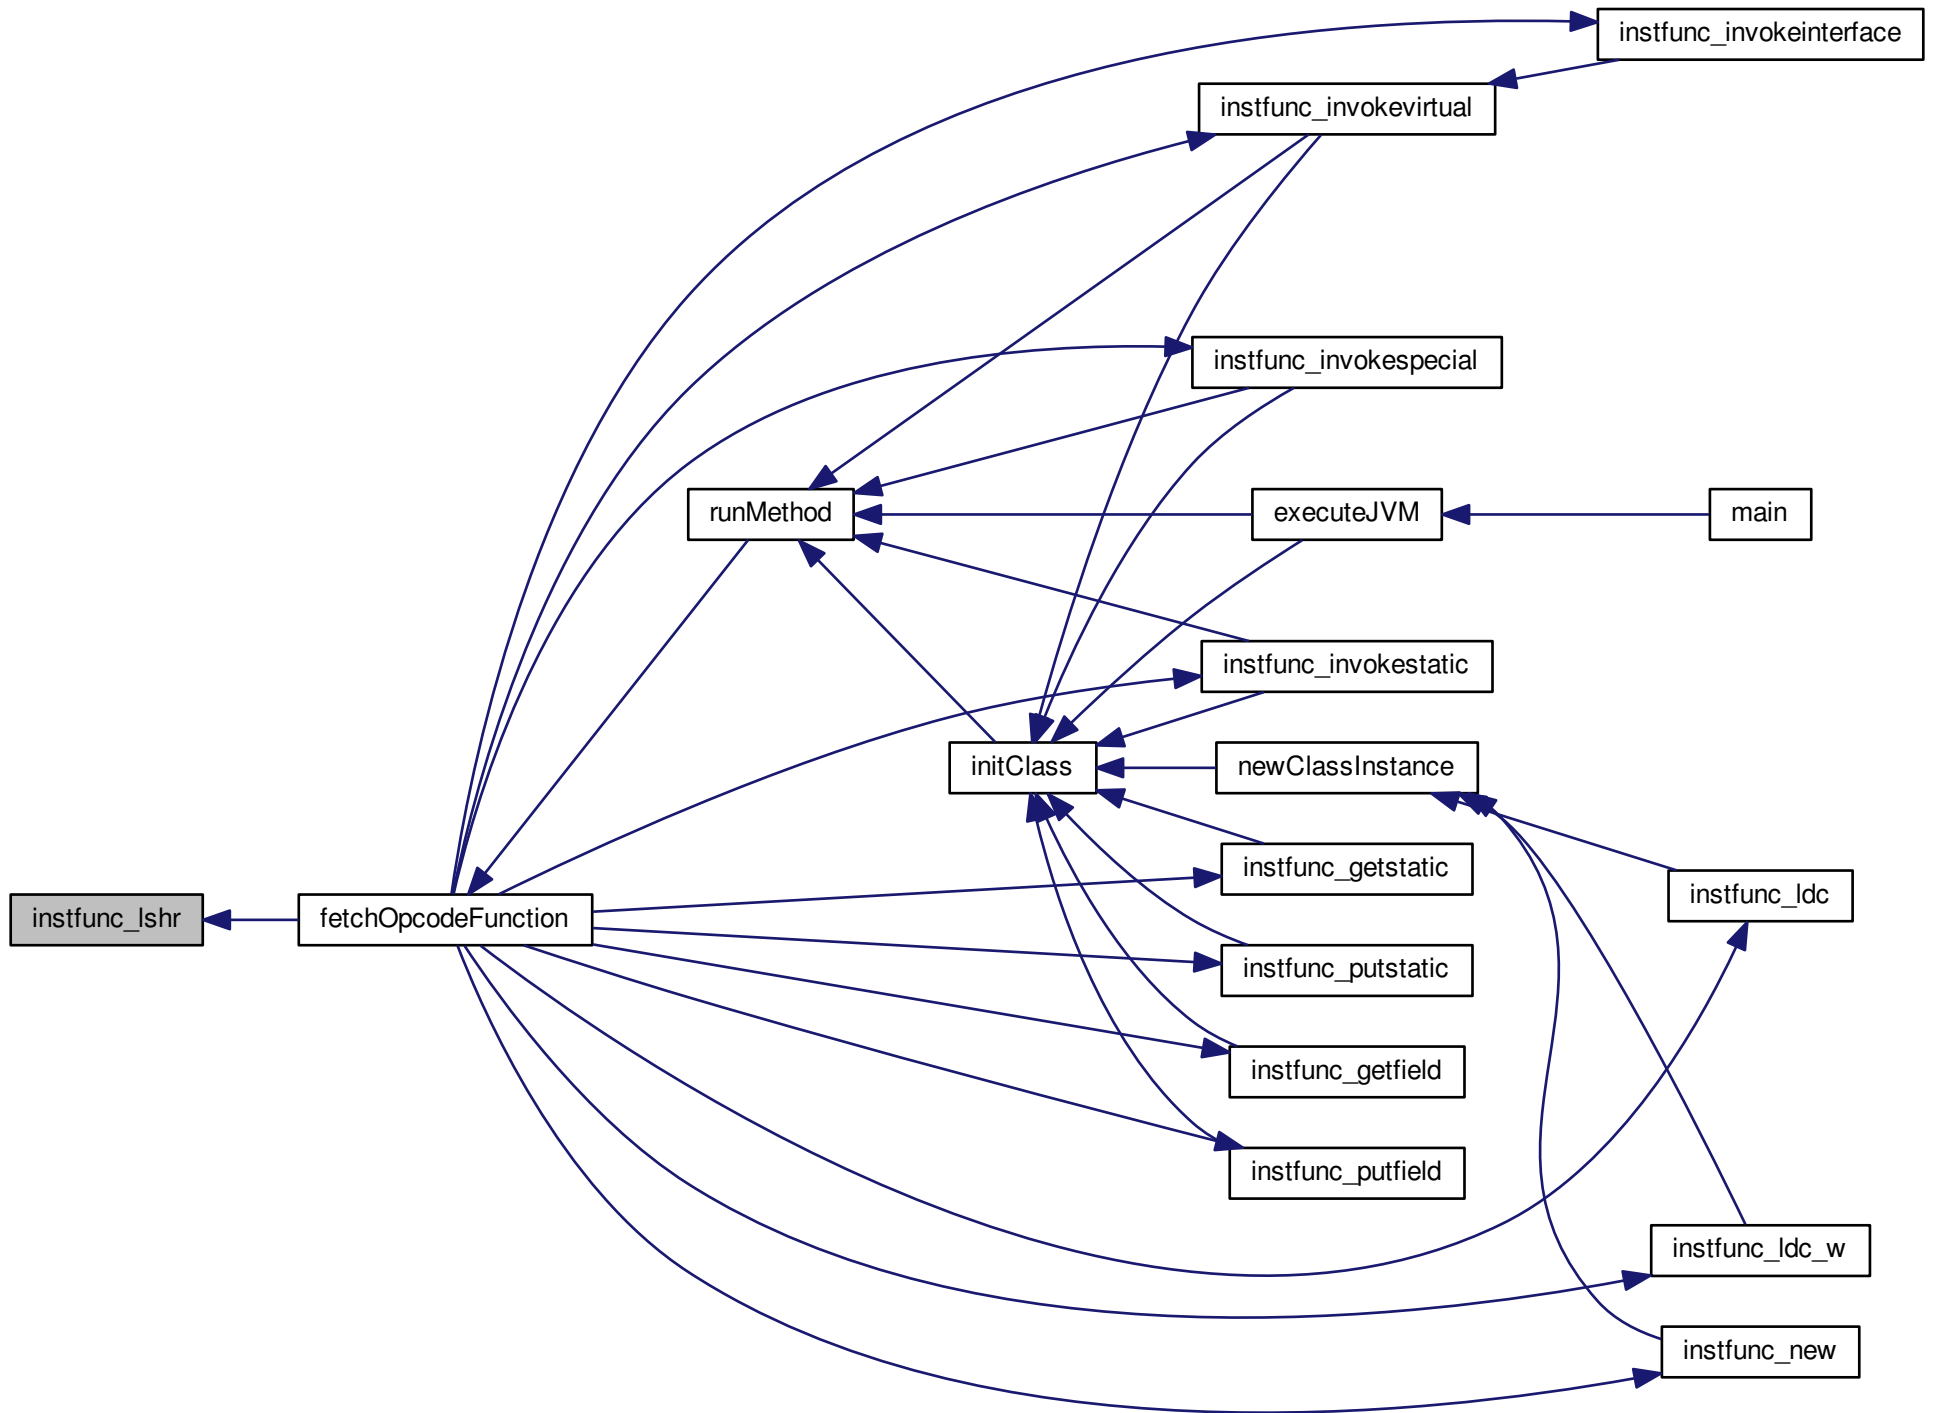 instfunc_invokeinterface
instfunc_invokevirtual
instfunc_invokespecial
runMethod
executeJVM
main
instfunc_invokestatic
initClass
newClassInstance
instfunc_getstatic
instfunc_ldc
instfunc_lshr
fetchOpcodeFunction
instfunc_putstatic
instfunc_getfield
instfunc_putfield
instfunc_ldc_w
instfunc_new